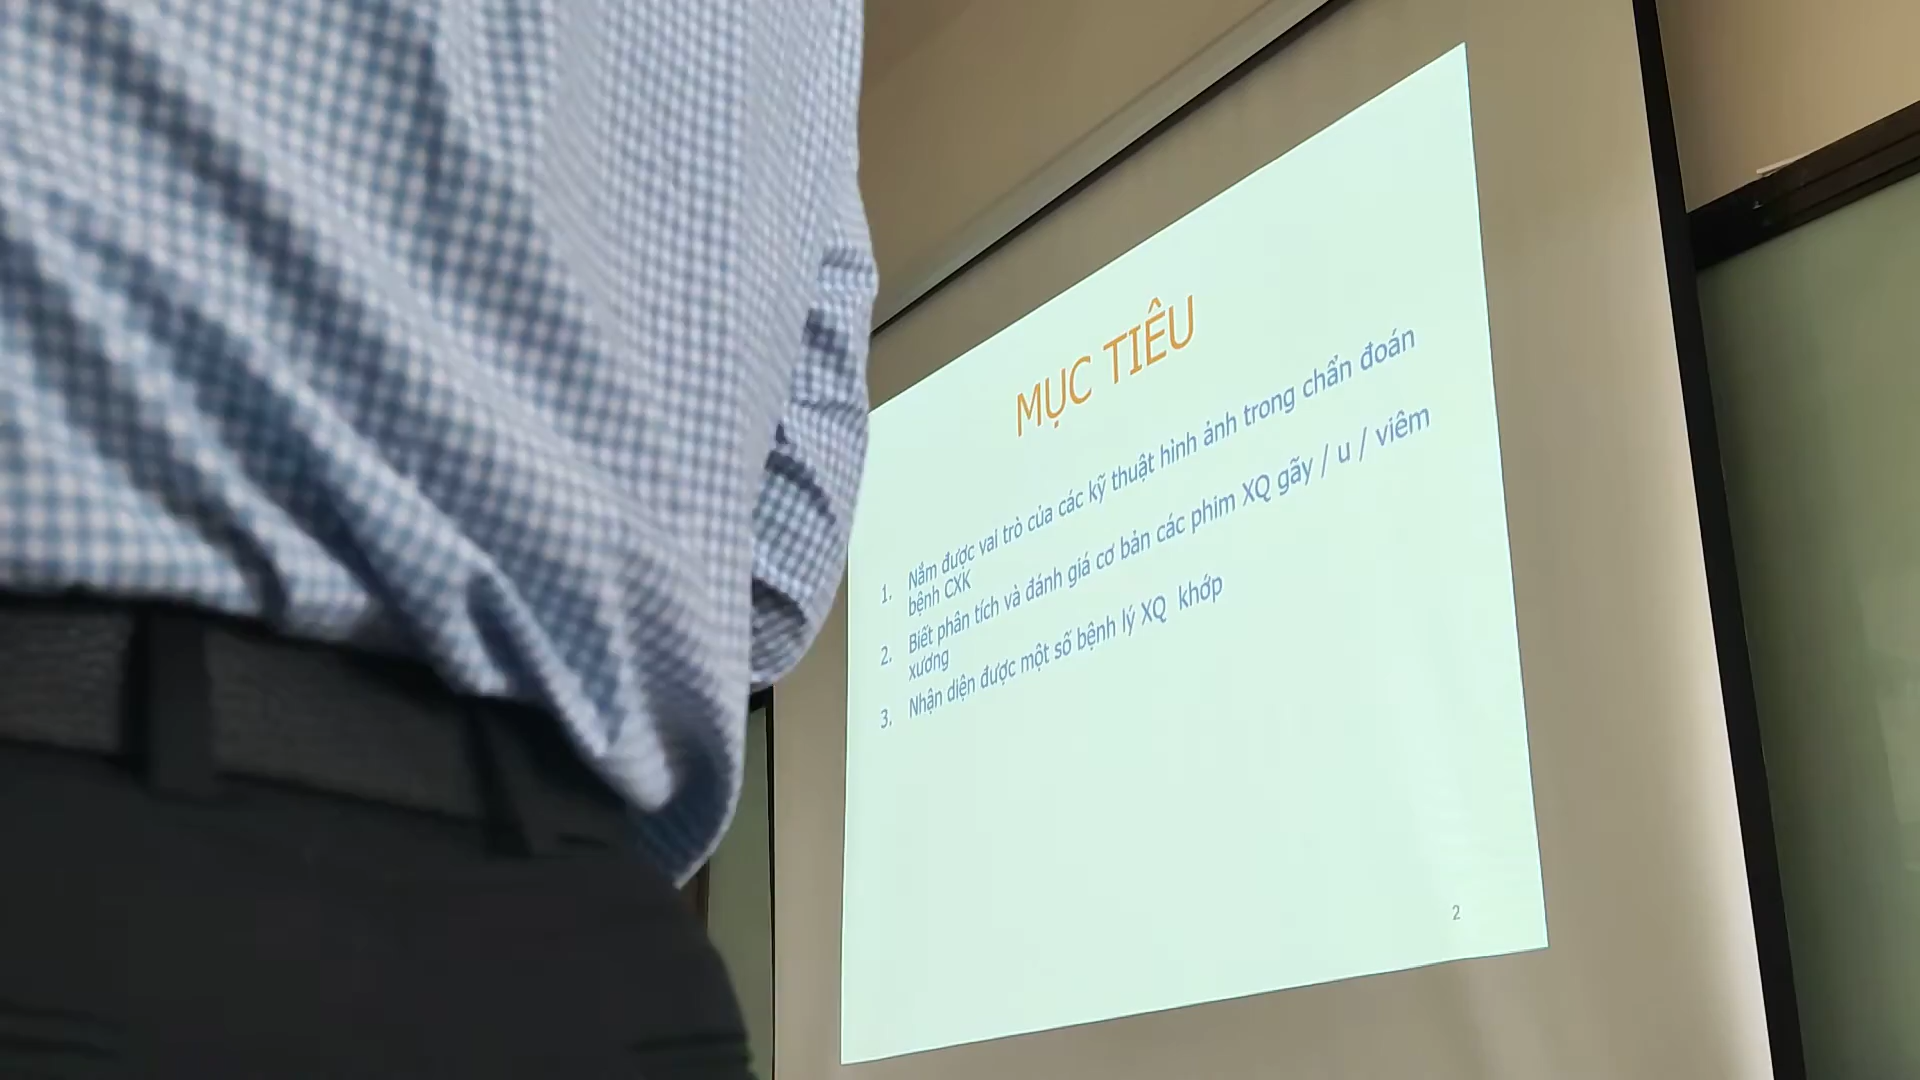 MỤC TIÊU
1. Nắm được vai trò của các kỹ thuật hình ảnh trong chẩn đoán
bệnh CXK
2. Biết phân tích và đánh giá cơ bản các phim XQ gãy / u / viêm
xương
3. Nhận diện được một số bệnh lý XQ khớp
2